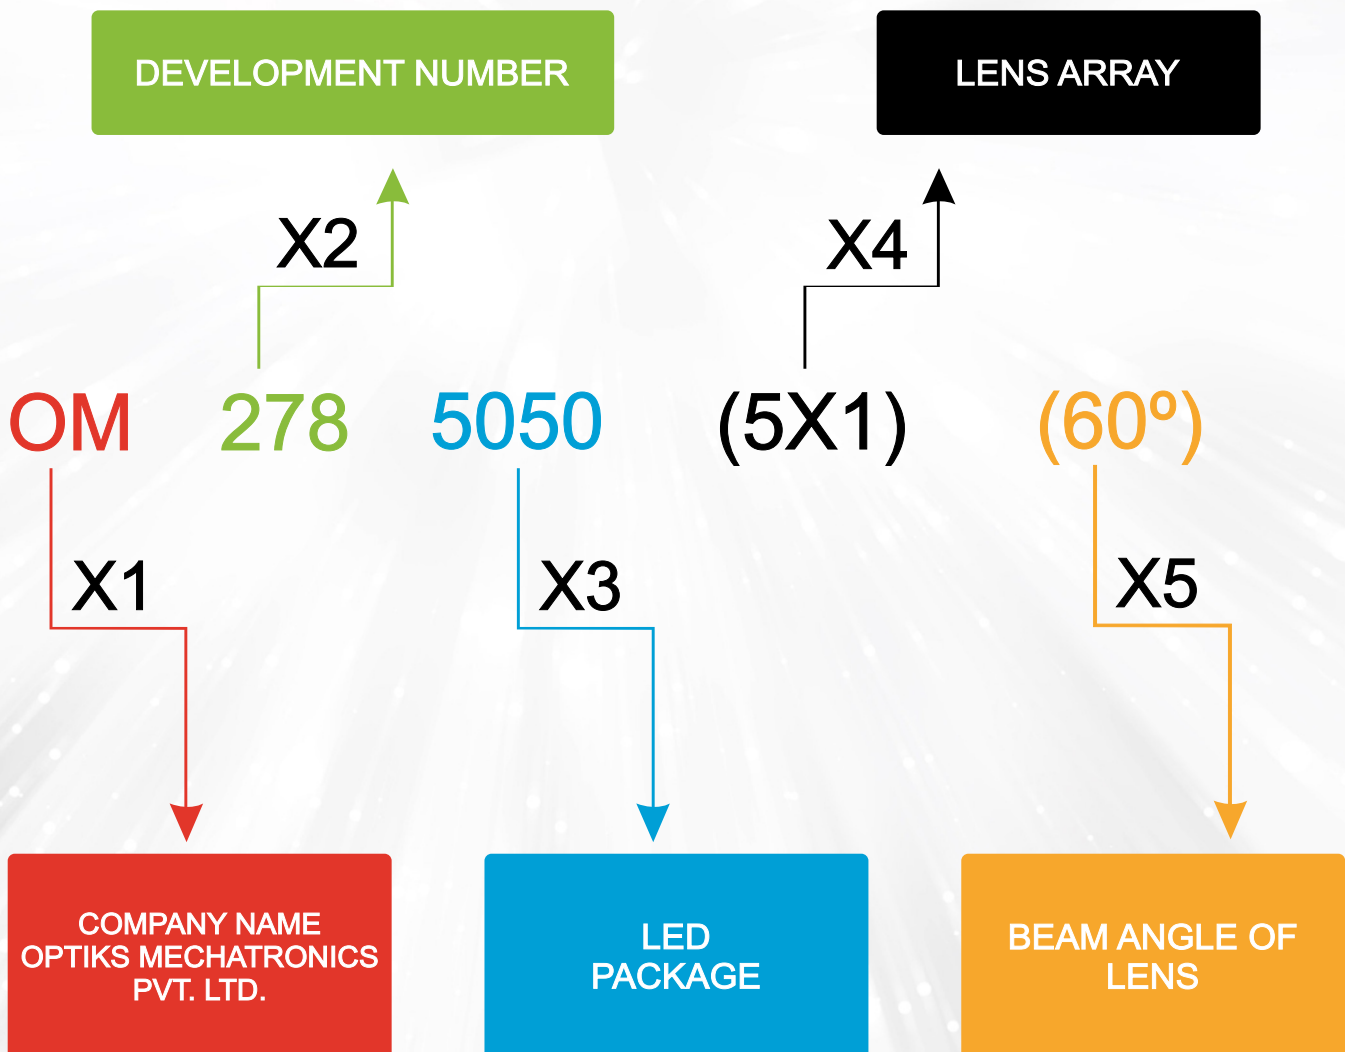 DEVELOPMENT NUMBER
LENS ARRAY
X2
X4
OM 278 5050 (5X1) (60º)
X1
X3
X5
COMPANY NAME
OPTIKS MECHATRONICS
PVT. LTD.
LED
PACKAGE
BEAM ANGLE OF
LENS